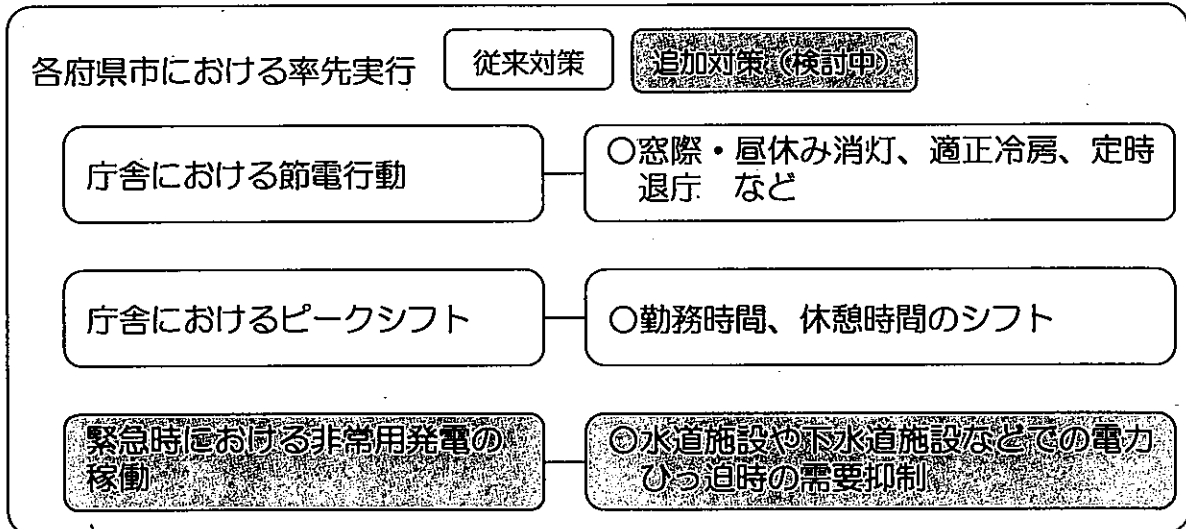 各府県市における率先実行
従来対策
追加対策(検討中)
庁舎における節電行動
○窓際・昼休み消灯、適正冷房、定時
退庁 など
庁舎におけるピークシフト
○勤務時間、休憩時間のシフト
緊急時における非常用発電の
稼働
○水道施設や下水道施設などでの電力
ひっ迫時の需要抑制